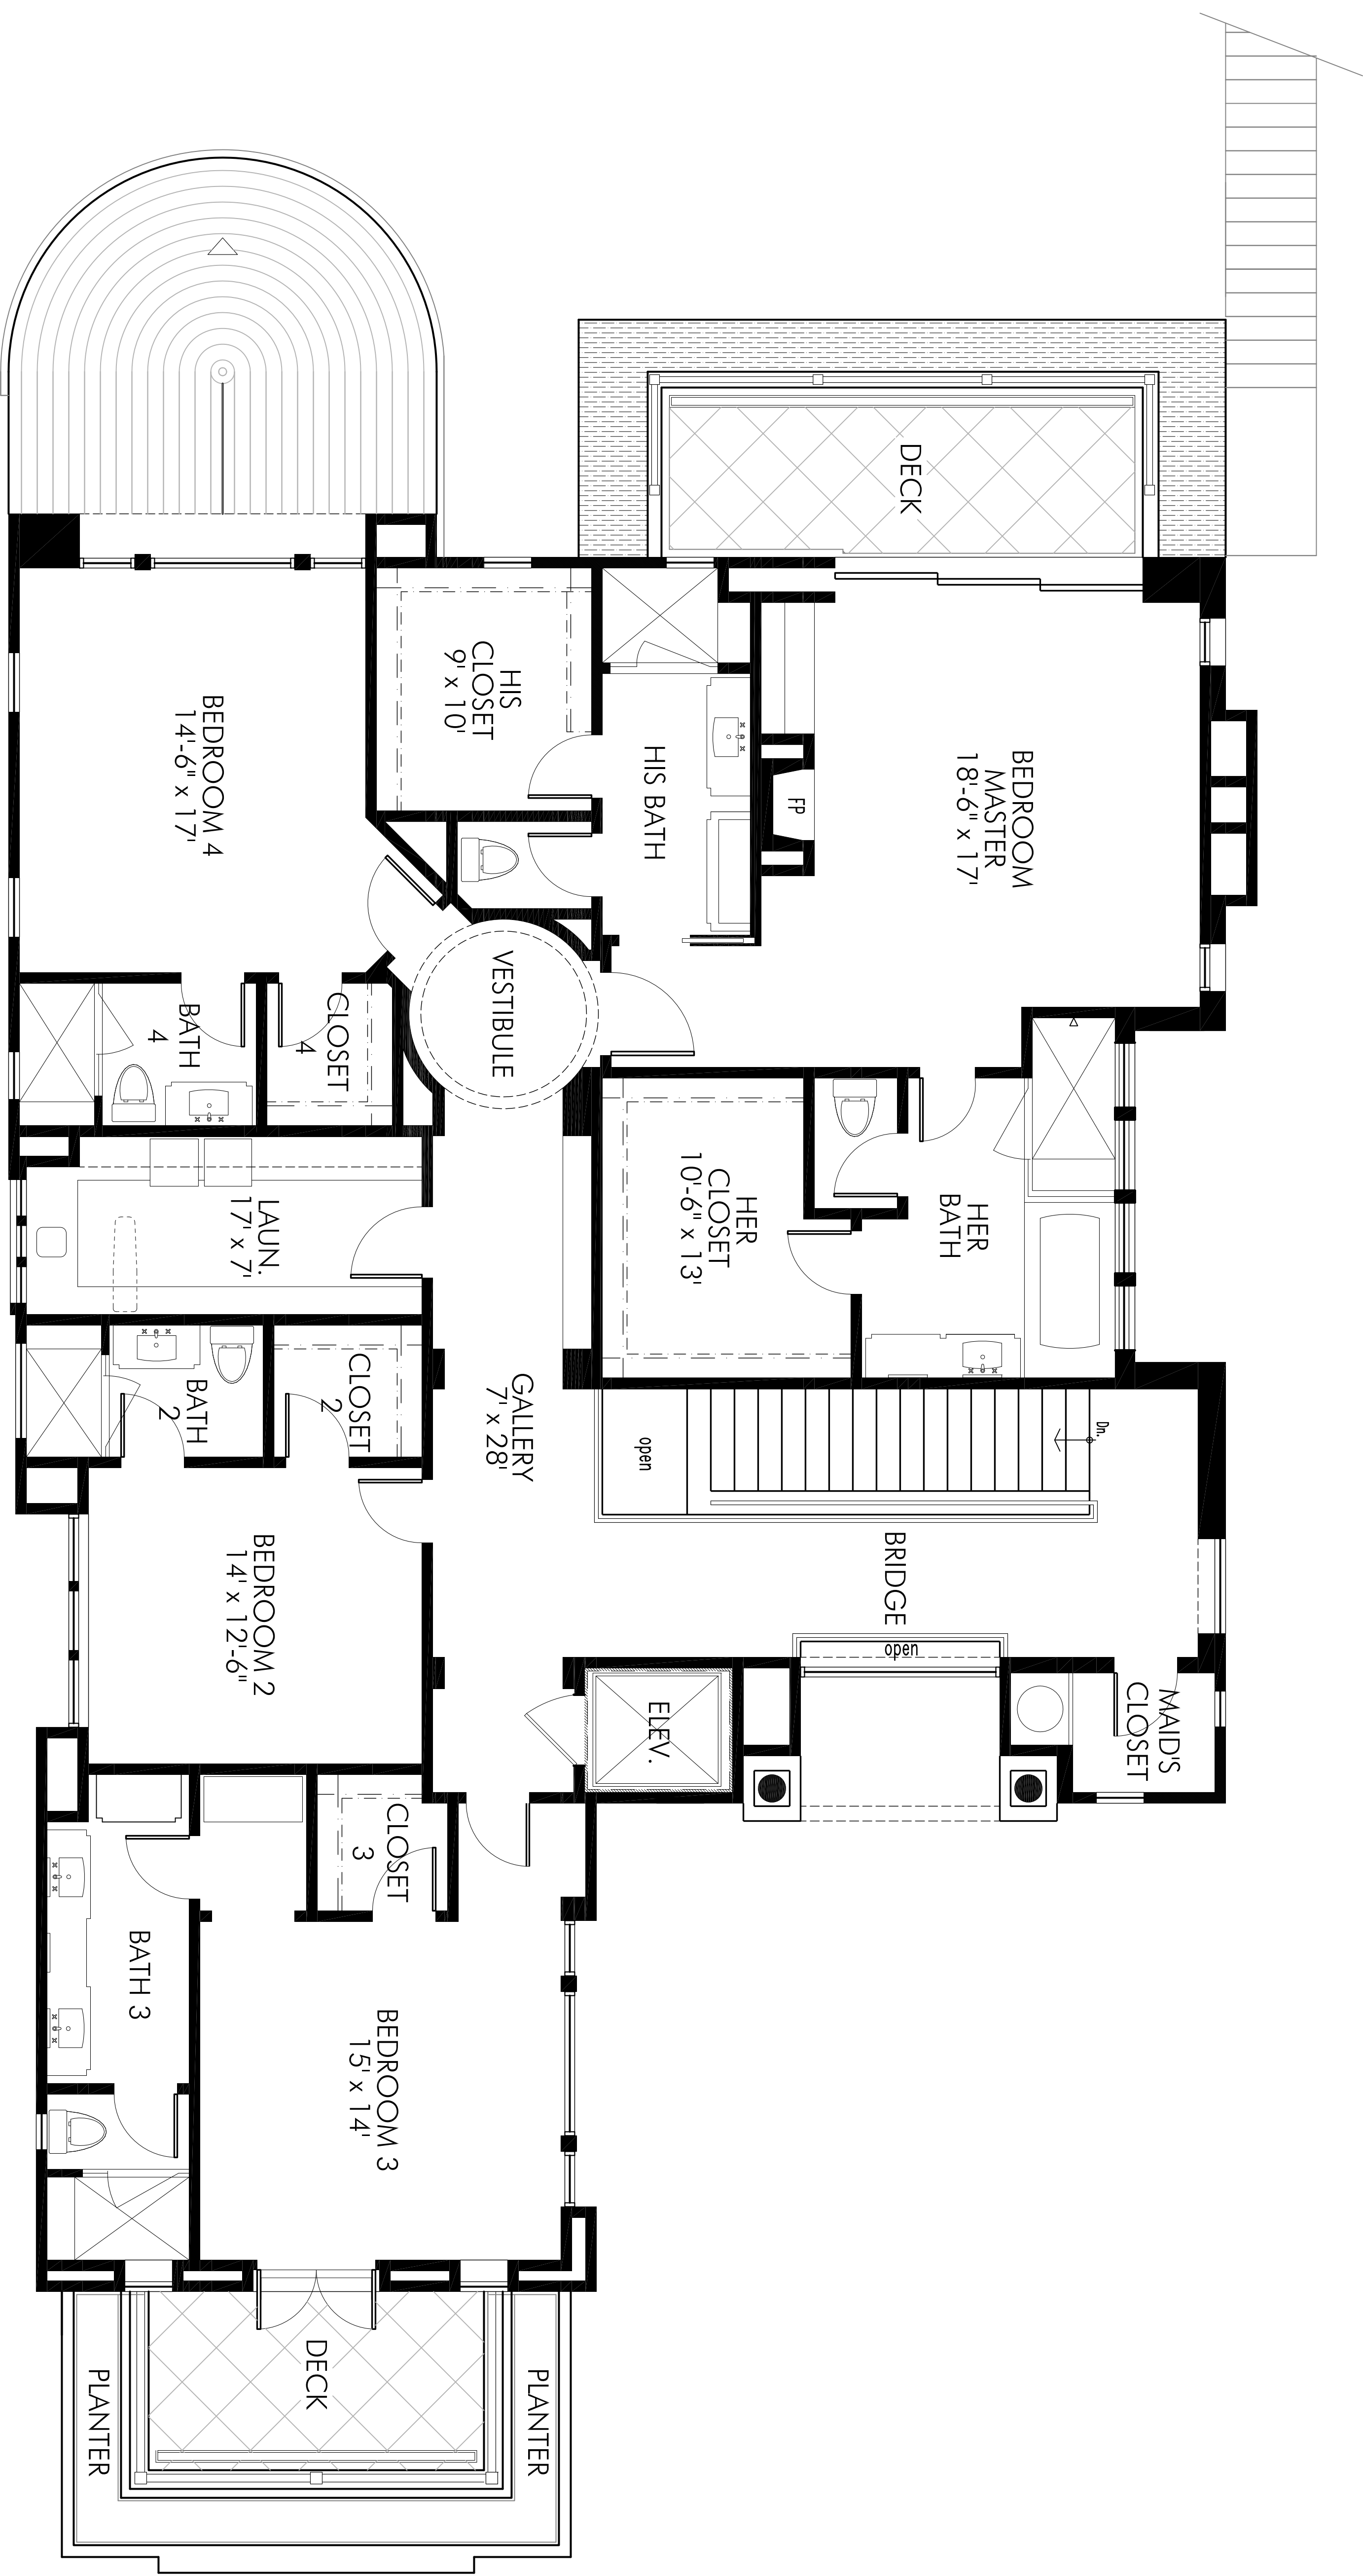 DECK
BEDROOM
MASTER
18'-6" x 17'
FP
HIS
CLOSET
9' x 10'
HIS BATH
BEDROOM 4
14'-6" x 17'
VESTIBULE
BATH
4
CLOSET
4
HER
BATH
HER
CLOSET
10'-6" x 13'
LAUN.
17' x 7'
GALLERY
7' x 28'
Dn.
open
BRIDGE
open
CLOSET
2
BATH
2
BEDROOM 2
14' x 12'-6"
ELEV.
MAID'S
CLOSET
CLOSET
3
BATH 3
BEDROOM 3
15' x 14'
PLANTER
DECK
PLANTER